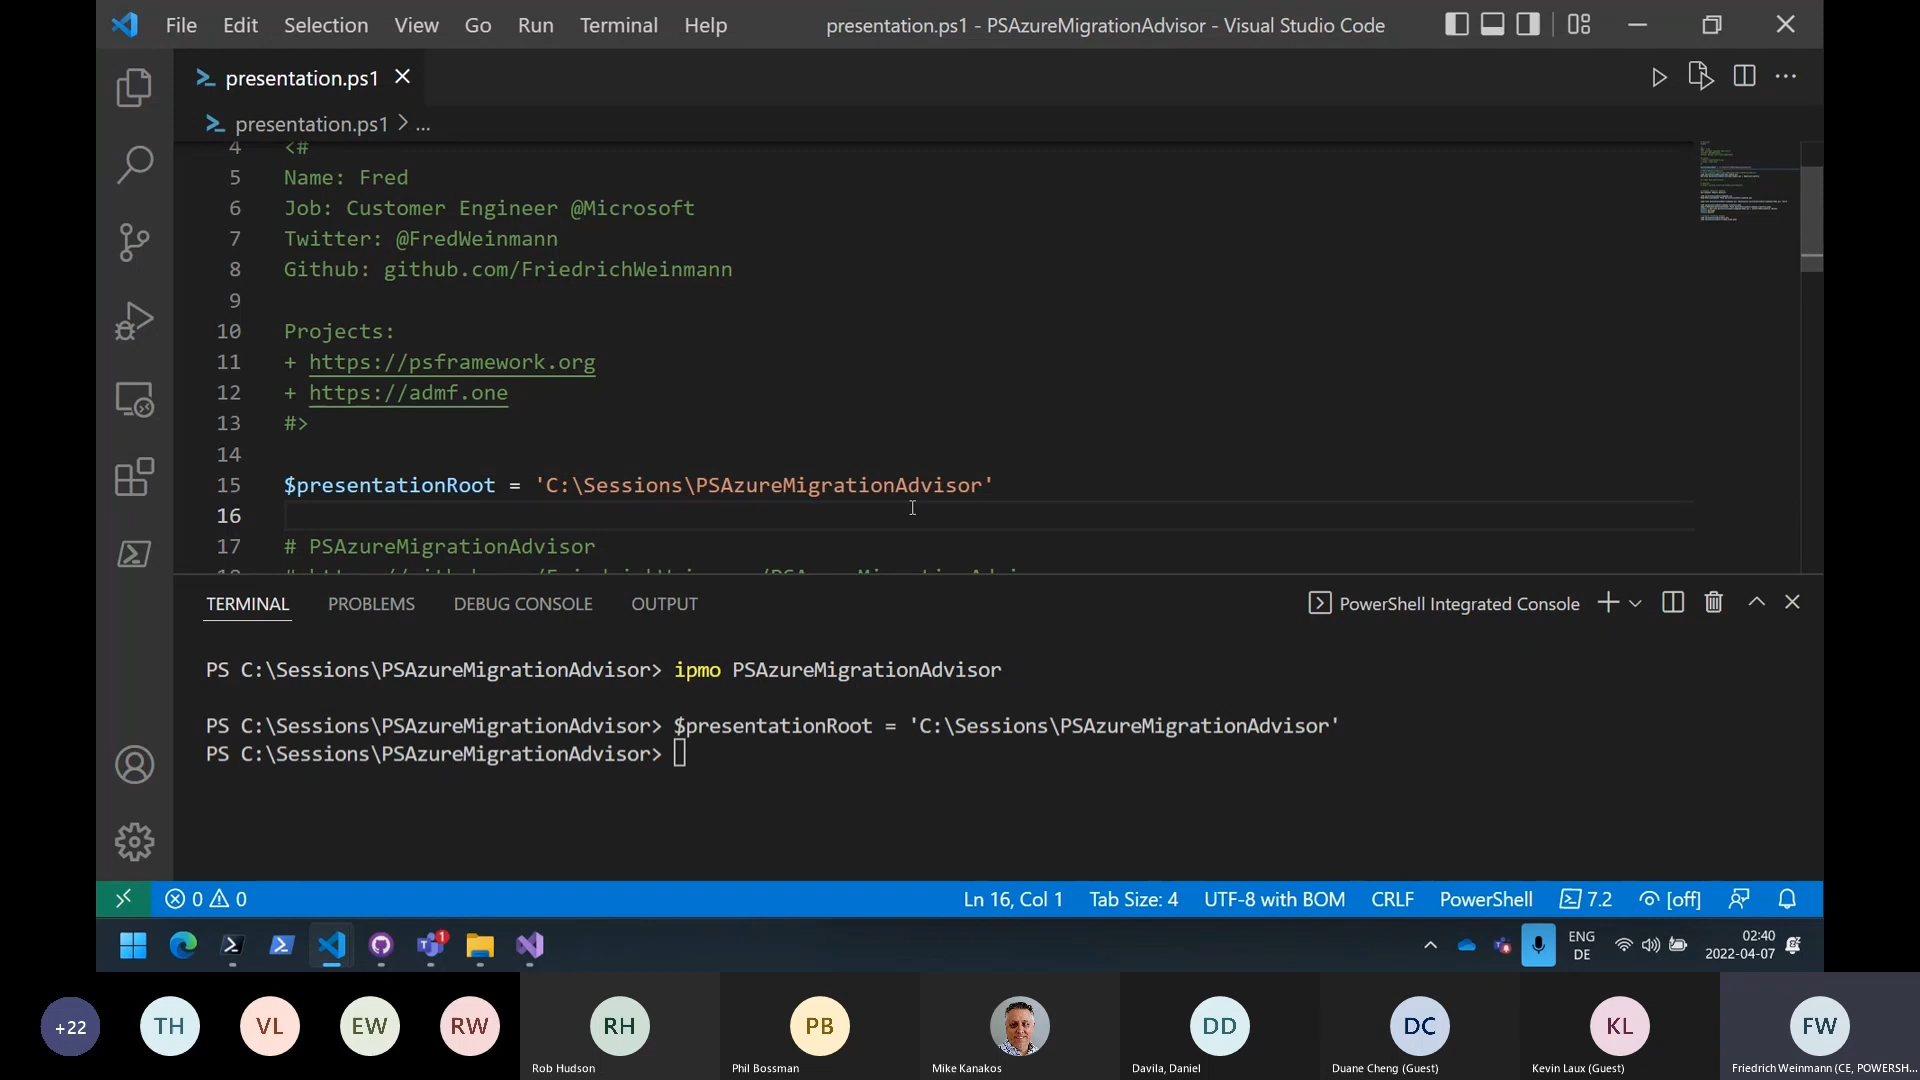 File Edit Selection View Go Run Terminal Help
presentation.ps1 - PSAzureMigrationAdvisor - Visual Studio Code
presentation.ps1
presentation.ps1 > ...
4 <#
5 Name: Fred
6 Job: Customer Engineer @Microsoft
7 Twitter: @FredWeinmann
8 Github: github.com/FriedrichWeinmann
9
10 Projects:
11 + https://psframework.org
12 + https://admf.one
13 #>
14
15 $presentationRoot = 'C:\Sessions\PSAzureMigrationAdvisor'
16
17 # PSAzureMigrationAdvisor
TERMINAL PROBLEMS DEBUG CONSOLE OUTPUT
PowerShell Integrated Console
PS C:\Sessions\PSAzureMigrationAdvisor> ipmo PSAzureMigrationAdvisor
PS C:\Sessions\PSAzureMigrationAdvisor> $presentationRoot = 'C:\Sessions\PSAzureMigrationAdvisor'
PS C:\Sessions\PSAzureMigrationAdvisor>
0 0
Ln 16, Col 1 Tab Size: 4 UTF-8 with BOM CRLF PowerShell 7.2 [off]
1
ENG
DE
02:40
2022-04-07
+22 TH VL EW RW RH PB DD DC KL FW
Rob Hudson Phil Bossman Mike Kanakos Davila, Daniel Duane Cheng (Guest) Kevin Laux (Guest) Friedrich Weinmann (CE, POWERSH...